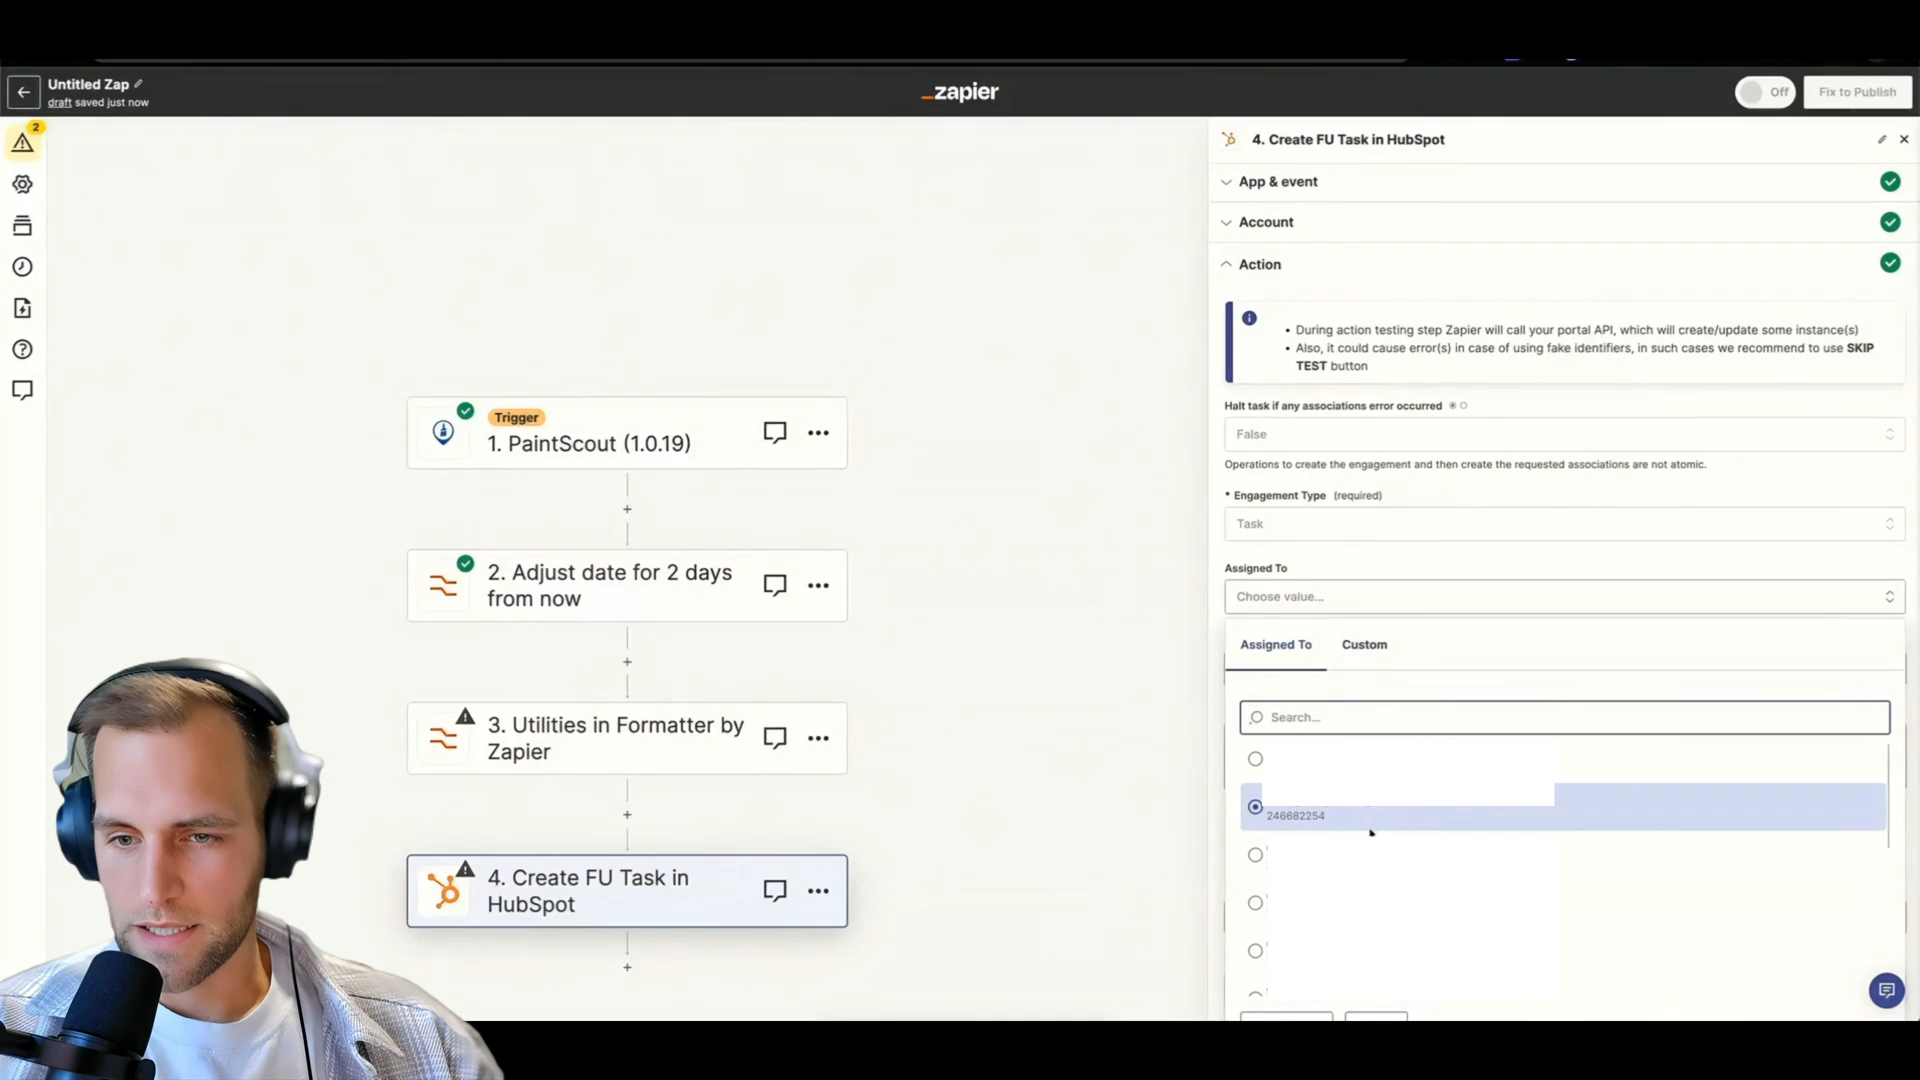 Untitled Zap
draft saved just now
zapier
Off
Fix to Publish
2
4. Create FU Task in HubSpot
App & event
Account
Action
• During action testing step Zapier will call your portal API, which will create/update some instance(s)
• Also, it could cause error(s) in case of using fake identifiers, in such cases we recommend to use SKIP
TEST button
Halt task if any associations error occurred
False
Operations to create the engagement and then create the requested associations are not atomic.
* Engagement Type (required)
Task
Assigned To
Choose value...
Assigned To
Custom
Search...
246682254
Trigger
1. PaintScout (1.0.19)
2. Adjust date for 2 days
from now
3. Utilities in Formatter by
Zapier
4. Create FU Task in
HubSpot